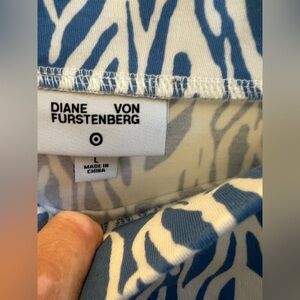 DIANE VON
FURSTENBERG
L
MADE IN
CHINA